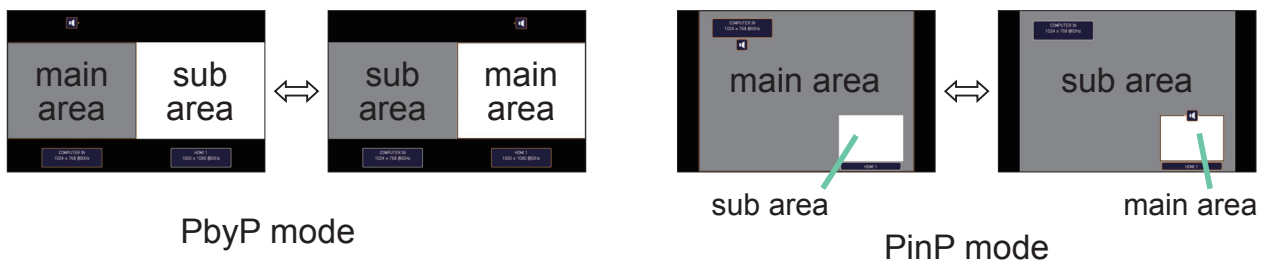 main
area
sub
area
COMPUTER IN
1024 x 768 @60Hz
HDMI 1
1920 x 1080 @60Hz
sub
area
main
area
COMPUTER IN
1024 x 768 @60Hz
HDMI 1
1920 x 1080 @60Hz
PbyP mode
COMPUTER IN
1024 x 768 @60Hz
main area
HDMI 1
sub area
COMPUTER IN
1024 x 768 @60Hz
sub area
HDMI 1
main area
PinP mode